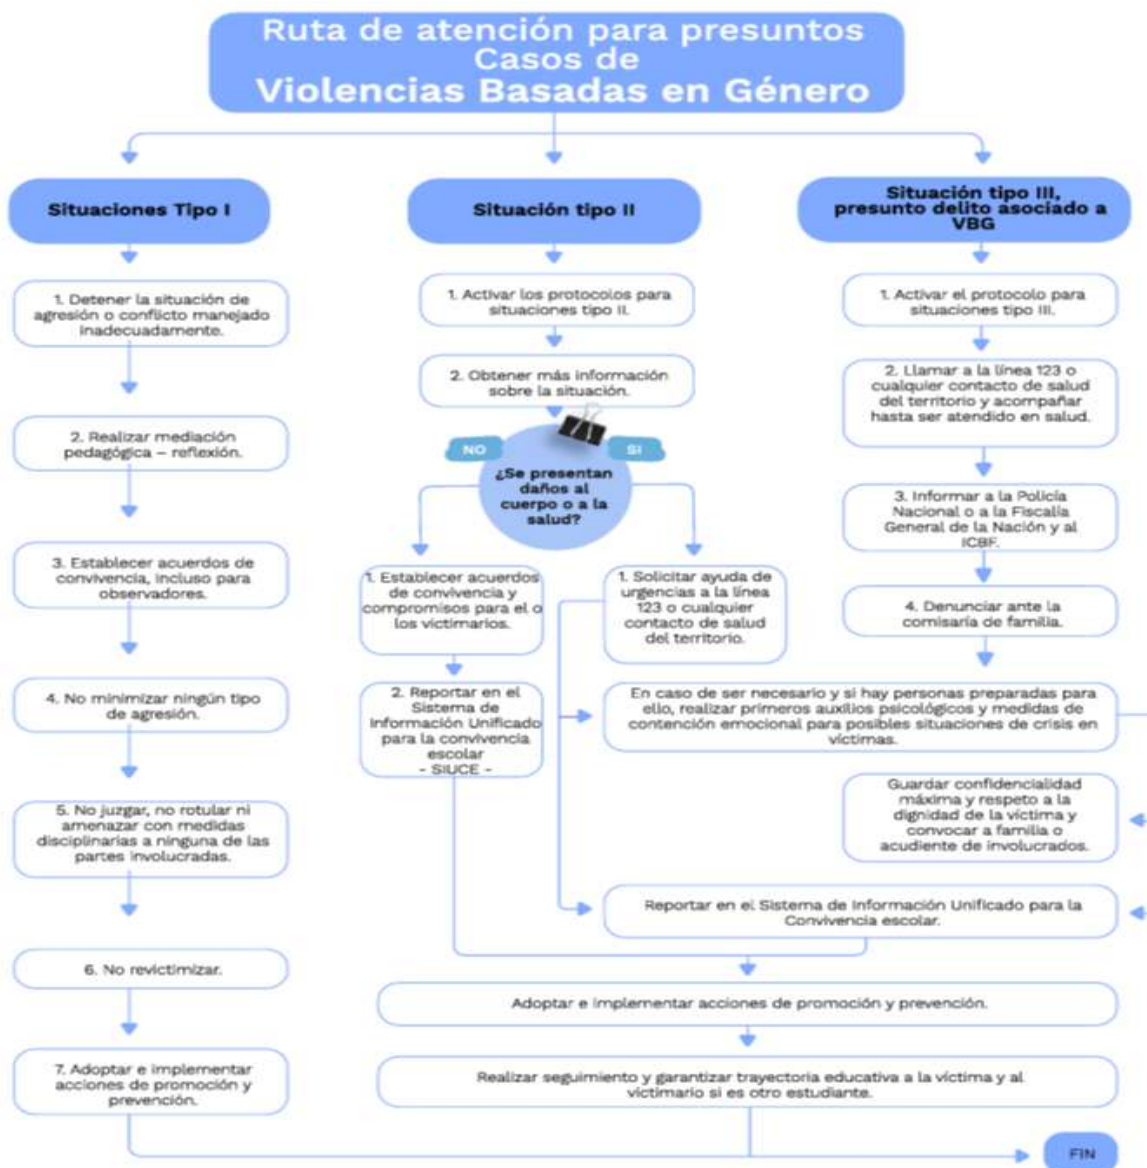 Ruta de atención para presuntos
Casos de
Violencias Basadas en Género
Situaciones Tipo I
1. Detener la situación de
agresión o conflicto manejado
inadecuadamente.
2. Realizar mediación
pedagógica – reflexión.
3. Establecer acuerdos de
convivencia, incluso para
observadores.
4. No minimizar ningún tipo
de agresión.
5. No juzgar, no rotular ni
amenazar con medidas
disciplinarias a ninguna de las
partes involucradas.
6. No revictimizar.
7. Adoptar e implementar
acciones de promoción y
prevención.
Situación tipo II
1. Activar los protocolos para
situaciones tipo II.
2. Obtener más información
sobre la situación.
NO
SI
¿Se presentan
daños al
cuerpo o a la
salud?
1. Establecer acuerdos
de convivencia y
compromisos para el o
los victimarios.
2. Reportar en el
Sistema de
Información Unificado
para la convivencia
escolar
- SIUCE -
1. Solicitar ayuda de
urgencias a la línea
123 o cualquier
contacto de salud
del territorio.
Situación tipo III,
presunto delito asociado a
VBG
1. Activar el protocolo para
situaciones tipo III.
2. Llamar a la línea 123 o
cualquier contacto de salud
del territorio y acompañar
hasta ser atendido en salud.
3. Informar a la Policía
Nacional o a la Fiscalía
General de la Nación y al
ICBF.
4. Denunciar ante la
comisaría de familia.
En caso de ser necesario y si hay personas preparadas para
ello, realizar primeros auxilios psicológicos y medidas de
contención emocional para posibles situaciones de crisis en
víctimas.
Guardar confidencialidad
máxima y respeto a la
dignidad de la víctima y
convocar a familia o
acudiente de involucrados.
Reportar en el Sistema de Información Unificado para la
Convivencia escolar.
Adoptar e implementar acciones de promoción y prevención.
Realizar seguimiento y garantizar trayectoria educativa a la víctima y al
victimario si es otro estudiante.
FIN